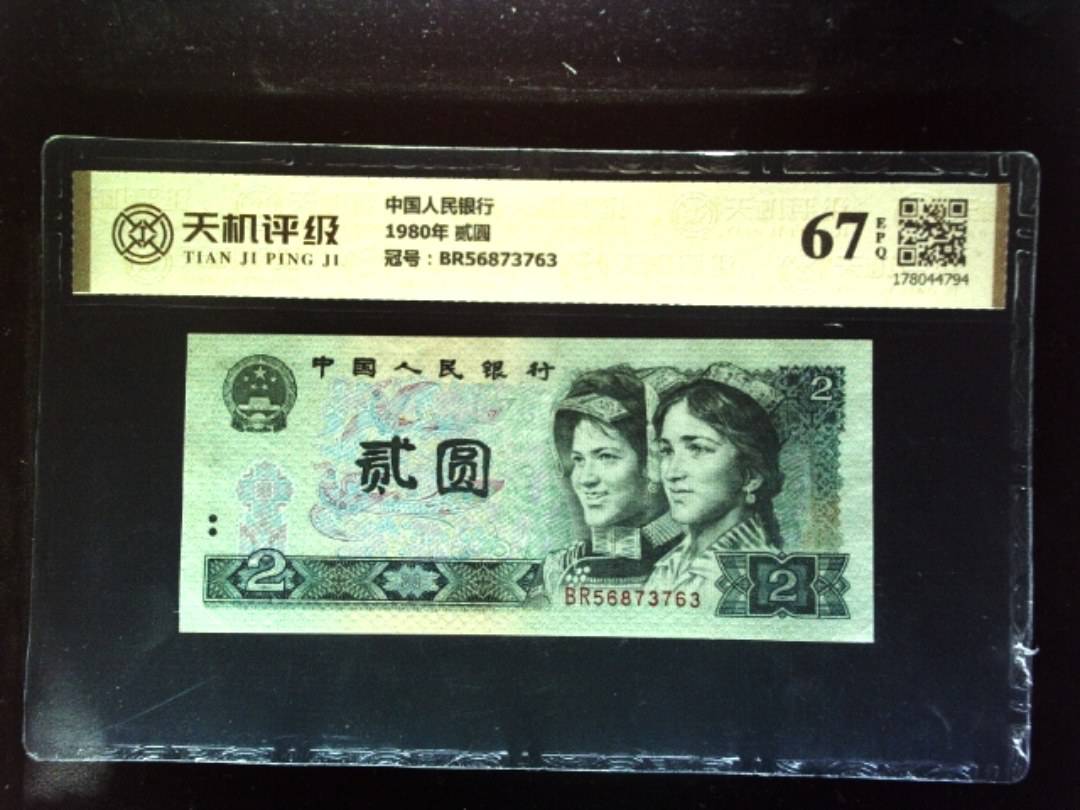 天机评级
TIAN JI PING JI
中国人民银行
1980年 贰圆
冠号：BR56873763
67
EPQ
178044794
中国人民银行
2
贰圆
2
BR56873763
2